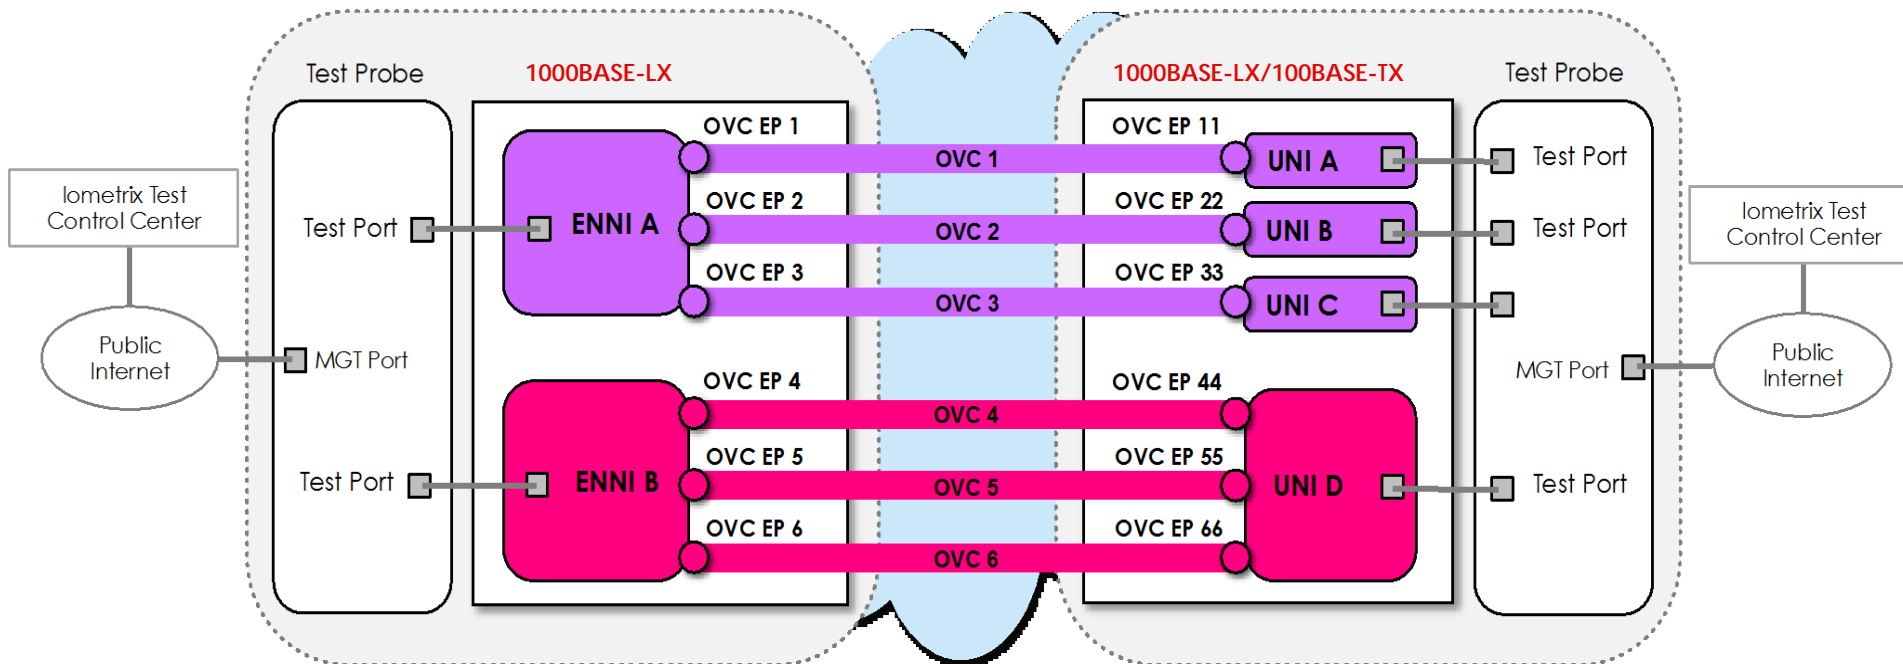 Test Probe
1000BASE-LX
1000BASE-LX/100BASE-TX
Test Probe
Iometrix Test
Control Center
Public
Internet
Test Port
MGT Port
Test Port
ENNI A
ENNI B
OVC EP 1
OVC 1
OVC EP 11
OVC EP 2
OVC 2
OVC EP 22
OVC EP 3
OVC 3
OVC EP 33
OVC EP 4
OVC 4
OVC EP 44
OVC EP 5
OVC 5
OVC EP 55
OVC EP 6
OVC 6
OVC EP 66
UNI A
UNI B
UNI C
UNI D
Test Port
Test Port
MGT Port
Test Port
Iometrix Test
Control Center
Public
Internet